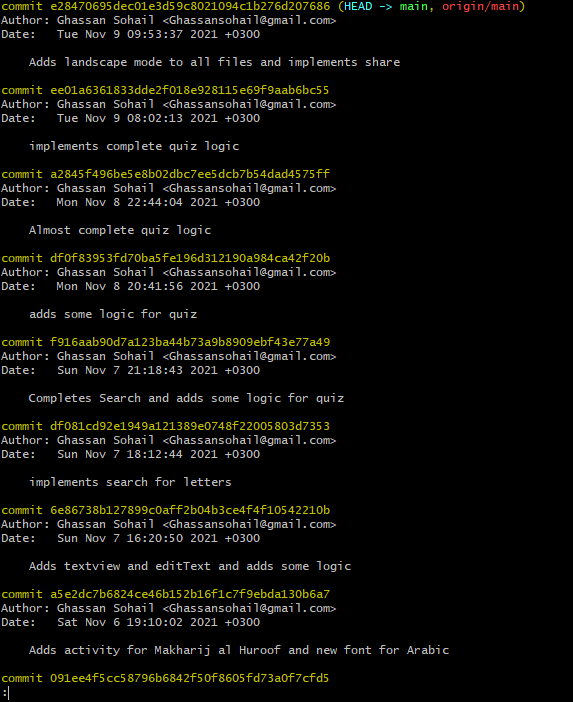 commit e28470695dec01e3d59c8021094c1b276d207686 (HEAD -> main, origin/main)
Author: Ghassan Sohail <Ghassansohail@gmail.com>
Date:   Tue Nov 9 09:53:37 2021 +0300
    Adds landscape mode to all files and implements share
commit ee01a6361833dde2f018e928115e69f9aab6bc55
Author: Ghassan Sohail <Ghassansohail@gmail.com>
Date:   Tue Nov 9 08:02:13 2021 +0300
    implements complete quiz logic
commit a2845f496be5e8b02dbc7ee5dcb7b54dad4575ff
Author: Ghassan Sohail <Ghassansohail@gmail.com>
Date:   Mon Nov 8 22:44:04 2021 +0300
    Almost complete quiz logic
commit df0f83953fd70ba5fe196d312190a984ca42f20b
Author: Ghassan Sohail <Ghassansohail@gmail.com>
Date:   Mon Nov 8 20:41:56 2021 +0300
    adds some logic for quiz
commit f916aab90d7a123ba44b73a9b8909ebf43e77a49
Author: Ghassan Sohail <Ghassansohail@gmail.com>
Date:   Sun Nov 7 21:18:43 2021 +0300
    Completes Search and adds some logic for quiz
commit df081cd92e1949a121389e0748f22005803d7353
Author: Ghassan Sohail <Ghassansohail@gmail.com>
Date:   Sun Nov 7 18:12:44 2021 +0300
    implements search for letters
commit 6e86738b127899c0aff2b04b3ce4f4f10542210b
Author: Ghassan Sohail <Ghassansohail@gmail.com>
Date:   Sun Nov 7 16:20:50 2021 +0300
    Adds textview and editText and adds some logic
commit a5e2dc7b6824ce46b152b16f1c7f9ebda130b6a7
Author: Ghassan Sohail <Ghassansohail@gmail.com>
Date:   Sat Nov 6 19:10:02 2021 +0300
    Adds activity for Makharij al Huroof and new font for Arabic
commit 091ee4f5cc58796b6842f50f8605fd73a0f7cfd5
: